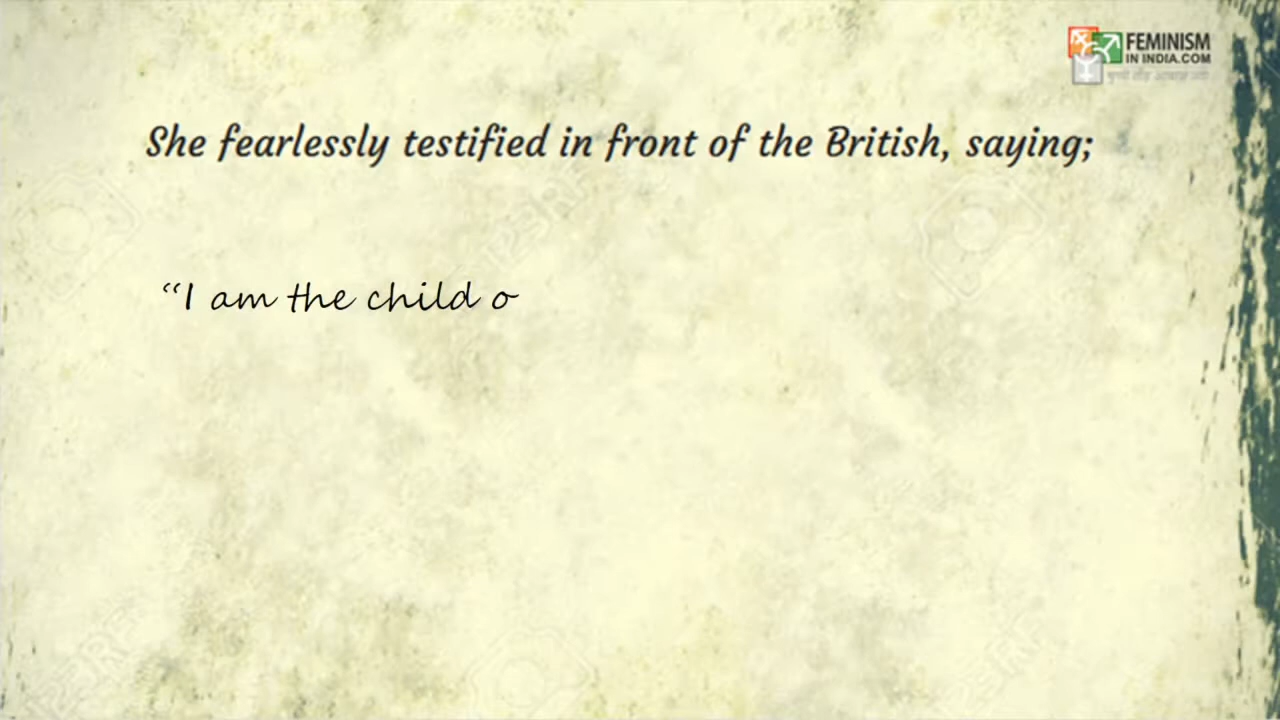 FEMINISM
IN INDIA.COM
She fearlessly testified in front of the British, saying;
“I am the child o